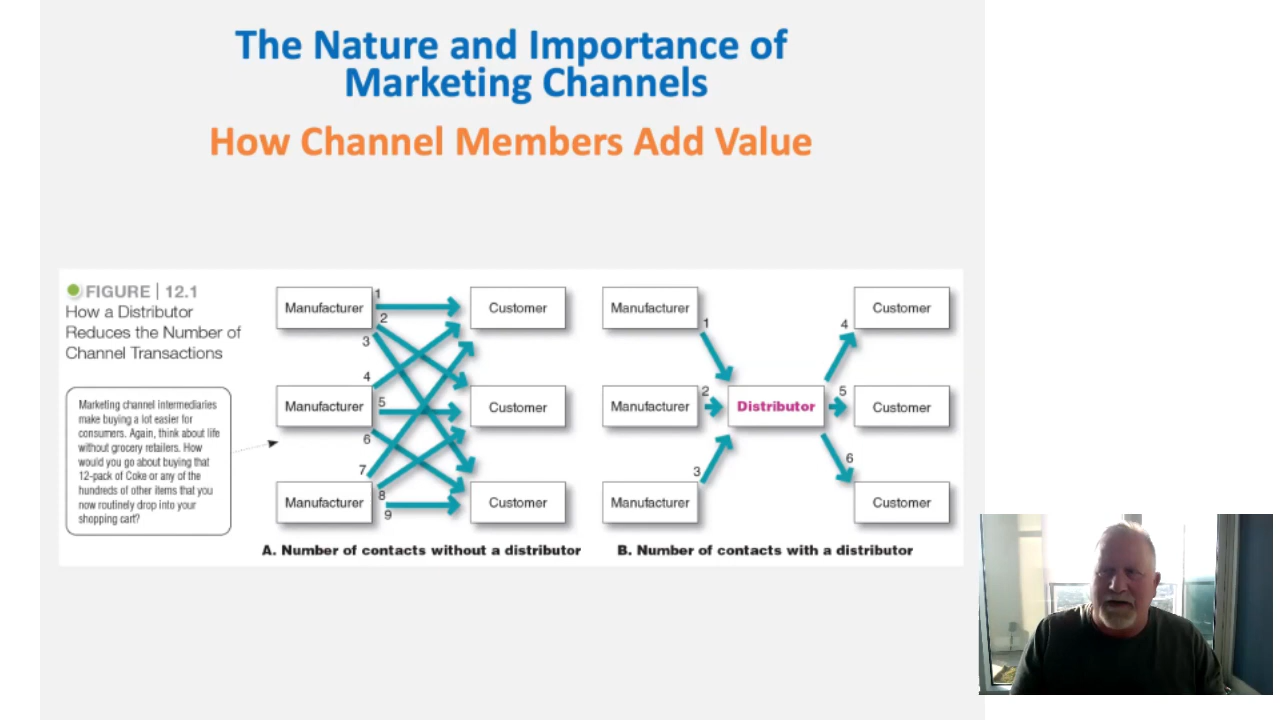 The Nature and Importance of
Marketing Channels
How Channel Members Add Value
FIGURE | 12.1
How a Distributor
Reduces the Number of
Channel Transactions
Marketing channel intermediaries
make buying a lot easier for
consumers. Again, think about life
without grocery retailers. How
would you go about buying that
12-pack of Coke or any of the
hundreds of other items that you
now routinely drop into your
shopping cart?
Manufacturer
1
2
3
Customer
Manufacturer
4
5
6
Customer
Manufacturer
7
8
9
Customer
A. Number of contacts without a distributor
Manufacturer
1
Manufacturer
2
Manufacturer
3
Distributor
4
Customer
5
Customer
6
Customer
B. Number of contacts with a distributor